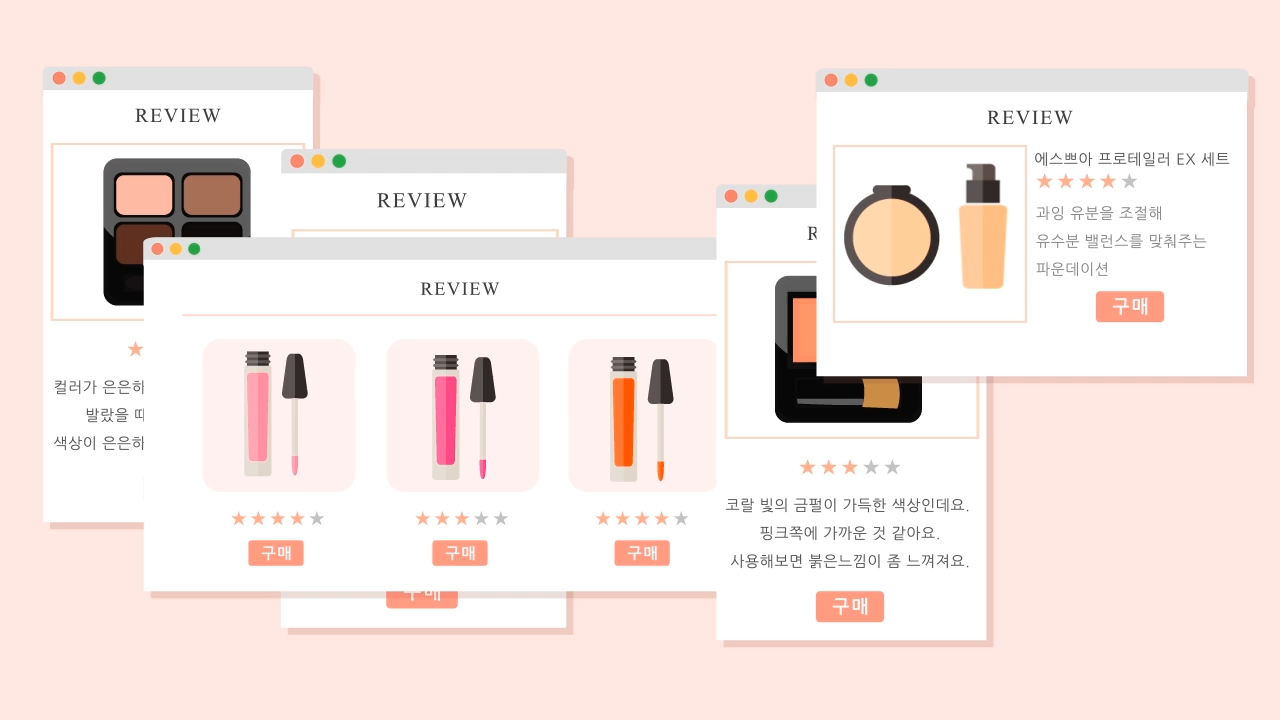 REVIEW
컬러가 은은하
발랐을 때
색상이 은은하
REVIEW
구매
REVIEW
구매
구매
구매
코랄 빛의 금펄이 가득한 색상인데요.
핑크쪽에 가까운 것 같아요.
사용해보면 붉은느낌이 좀 느껴져요.
구매
REVIEW
에스쁘아 프로테일러 EX 세트
과잉 유분을 조절해
유수분 밸런스를 맞춰주는
파운데이션
구매